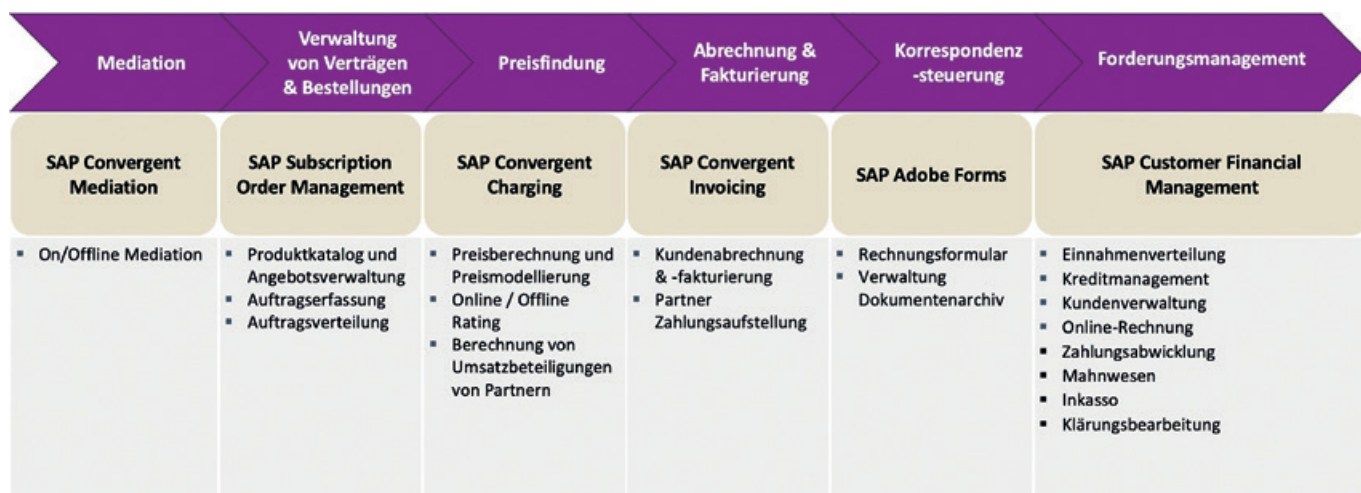 Mediation
Verwaltung
von Verträgen
& Bestellungen
Preisfindung
Abrechnung &
Fakturierung
Korrespondenz
-steuerung
Forderungsmanagement
SAP Convergent
Mediation
SAP Subscription
Order Management
SAP Convergent
Charging
SAP Convergent
Invoicing
SAP Adobe Forms
SAP Customer Financial
Management
▪ On/Offline Mediation
▪ Produktkatalog und
Angebotsverwaltung
▪ Auftragserfassung
▪ Auftragsverteilung
▪ Preisberechnung und
Preismodellierung
▪ Online / Offline
Rating
▪ Berechnung von
Umsatzbeteiligungen
von Partnern
▪ Kundenabrechnung
& -fakturierung
▪ Partner
Zahlungsaufstellung
▪ Rechnungsformular
▪ Verwaltung
Dokumentenarchiv
▪ Einnahmenverteilung
▪ Kreditmanagement
▪ Kundenverwaltung
▪ Online-Rechnung
▪ Zahlungsabwicklung
▪ Mahnwesen
▪ Inkasso
▪ Klärungsbearbeitung